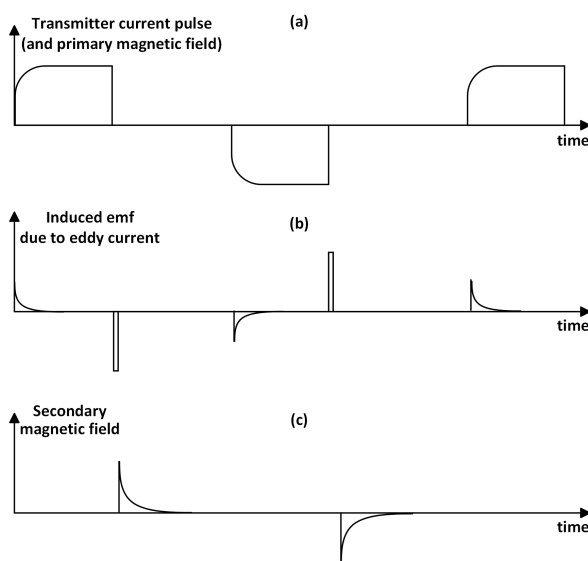 Transmitter current pulse
(and primary magnetic field)
(a)
time
Induced emf
due to eddy current
(b)
time
Secondary
magnetic field
(c)
time